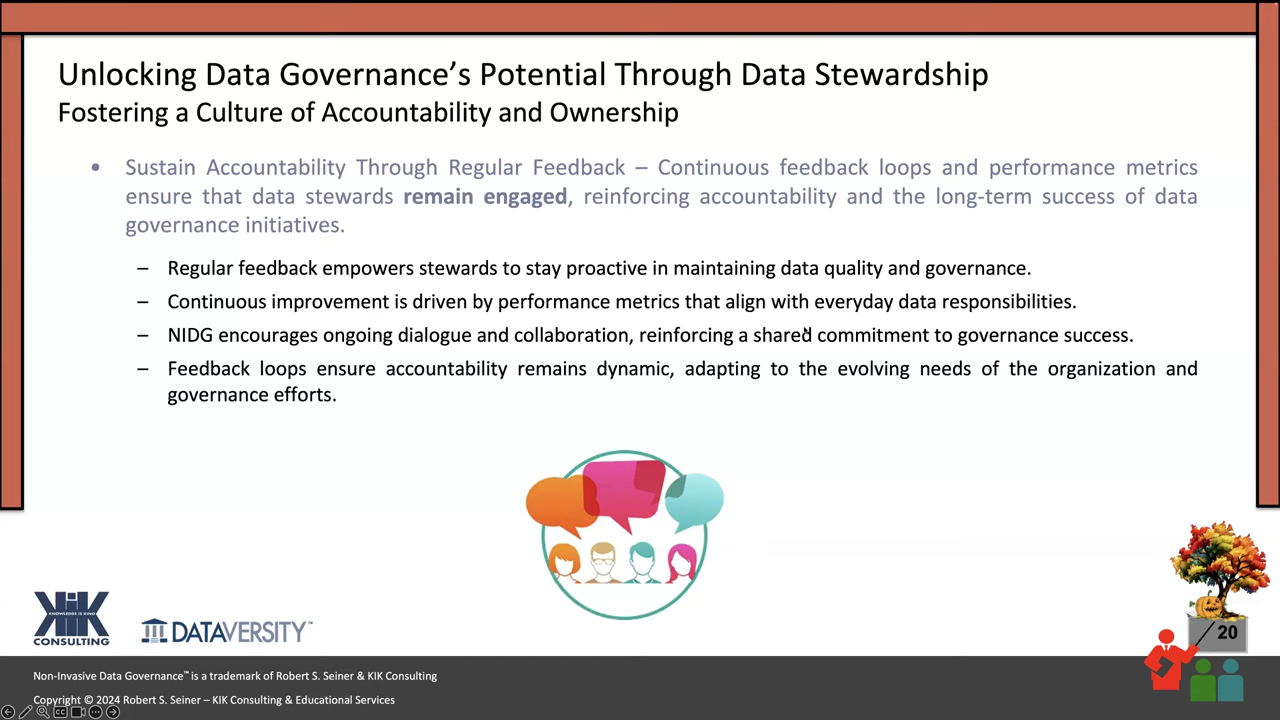 Unlocking Data Governance’s Potential Through Data Stewardship
Fostering a Culture of Accountability and Ownership
• Sustain Accountability Through Regular Feedback – Continuous feedback loops and performance metrics
ensure that data stewards remain engaged, reinforcing accountability and the long-term success of data
governance initiatives.
– Regular feedback empowers stewards to stay proactive in maintaining data quality and governance.
– Continuous improvement is driven by performance metrics that align with everyday data responsibilities.
– NIDG encourages ongoing dialogue and collaboration, reinforcing a shared commitment to governance success.
– Feedback loops ensure accountability remains dynamic, adapting to the evolving needs of the organization and
governance efforts.
KIK
KNOWLEDGE IS KING
CONSULTING
DATAVERSITY™
20
Non-Invasive Data Governance™ is a trademark of Robert S. Seiner & KIK Consulting
Copyright © 2024 Robert S. Seiner – KIK Consulting & Educational Services